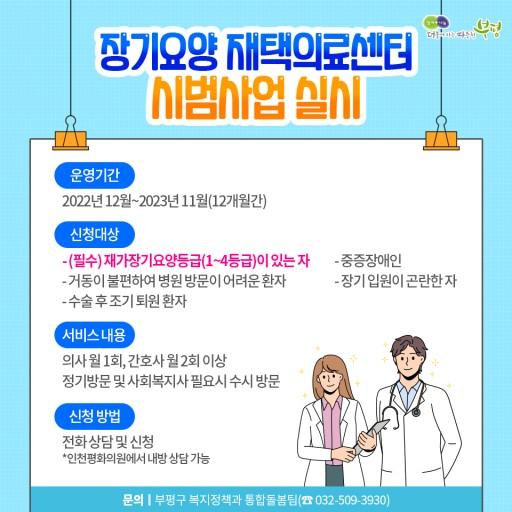 부평
장기요양 재택의료센터
시범사업 실시
운영기간
2022년 12월~2023년 11월(12개월간)
신청대상
- (필수) 재가장기요양등급(1~4등급)이 있는 자
- 중증장애인
- 거동이 불편하여 병원 방문이 어려운 환자
- 장기 입원이 곤란한 자
- 수술 후 조기 퇴원 환자
서비스 내용
의사 월 1회, 간호사 월 2회 이상
정기방문 및 사회복지사 필요시 수시 방문
신청 방법
전화 상담 및 신청
*인천평화의원에서 내방 상담 가능
문의 | 부평구 복지정책과 통합돌봄팀(☎ 032-509-3930)